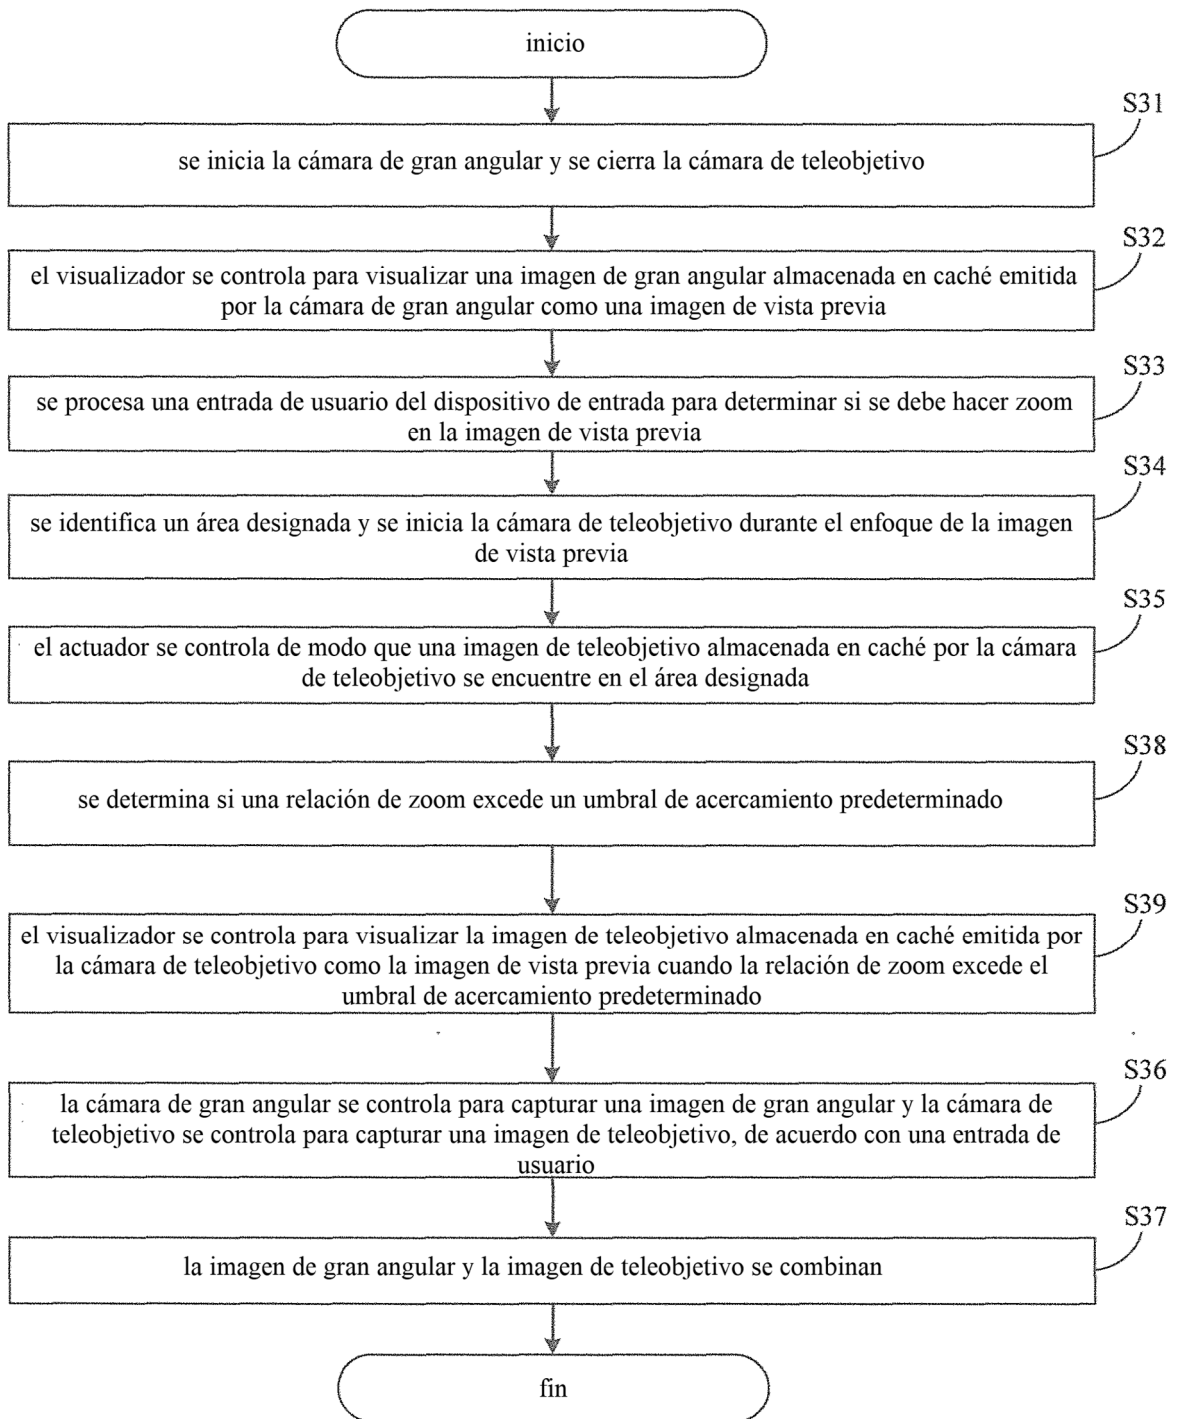 inicio
S31
se inicia la cámara de gran angular y se cierra la cámara de teleobjetivo
S32
el visualizador se controla para visualizar una imagen de gran angular almacenada en caché emitida
por la cámara de gran angular como una imagen de vista previa
S33
se procesa una entrada de usuario del dispositivo de entrada para determinar si se debe hacer zoom
en la imagen de vista previa
S34
se identifica un área designada y se inicia la cámara de teleobjetivo durante el enfoque de la imagen
de vista previa
S35
el actuador se controla de modo que una imagen de teleobjetivo almacenada en caché por la cámara
de teleobjetivo se encuentre en el área designada
S38
se determina si una relación de zoom excede un umbral de acercamiento predeterminado
S39
el visualizador se controla para visualizar la imagen de teleobjetivo almacenada en caché emitida por
la cámara de teleobjetivo como la imagen de vista previa cuando la relación de zoom excede el
umbral de acercamiento predeterminado
S36
la cámara de gran angular se controla para capturar una imagen de gran angular y la cámara de
teleobjetivo se controla para capturar una imagen de teleobjetivo, de acuerdo con una entrada de
usuario
S37
la imagen de gran angular y la imagen de teleobjetivo se combinan
fin